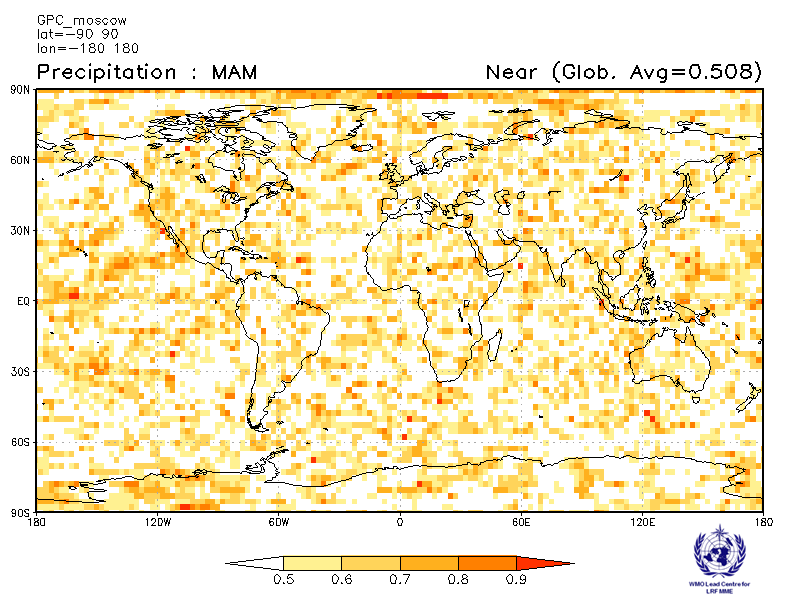 GPC_moscow
lat=−90 90
lon=−180 180
Precipitation : MAM
Near (Glob. Avg=0.508)
90N
60N
30N
EQ
30S
60S
90S
180 120W 60W 0 60E 120E 180
0.5 0.6 0.7 0.8 0.9
WMO Lead Centre for
LRF MME